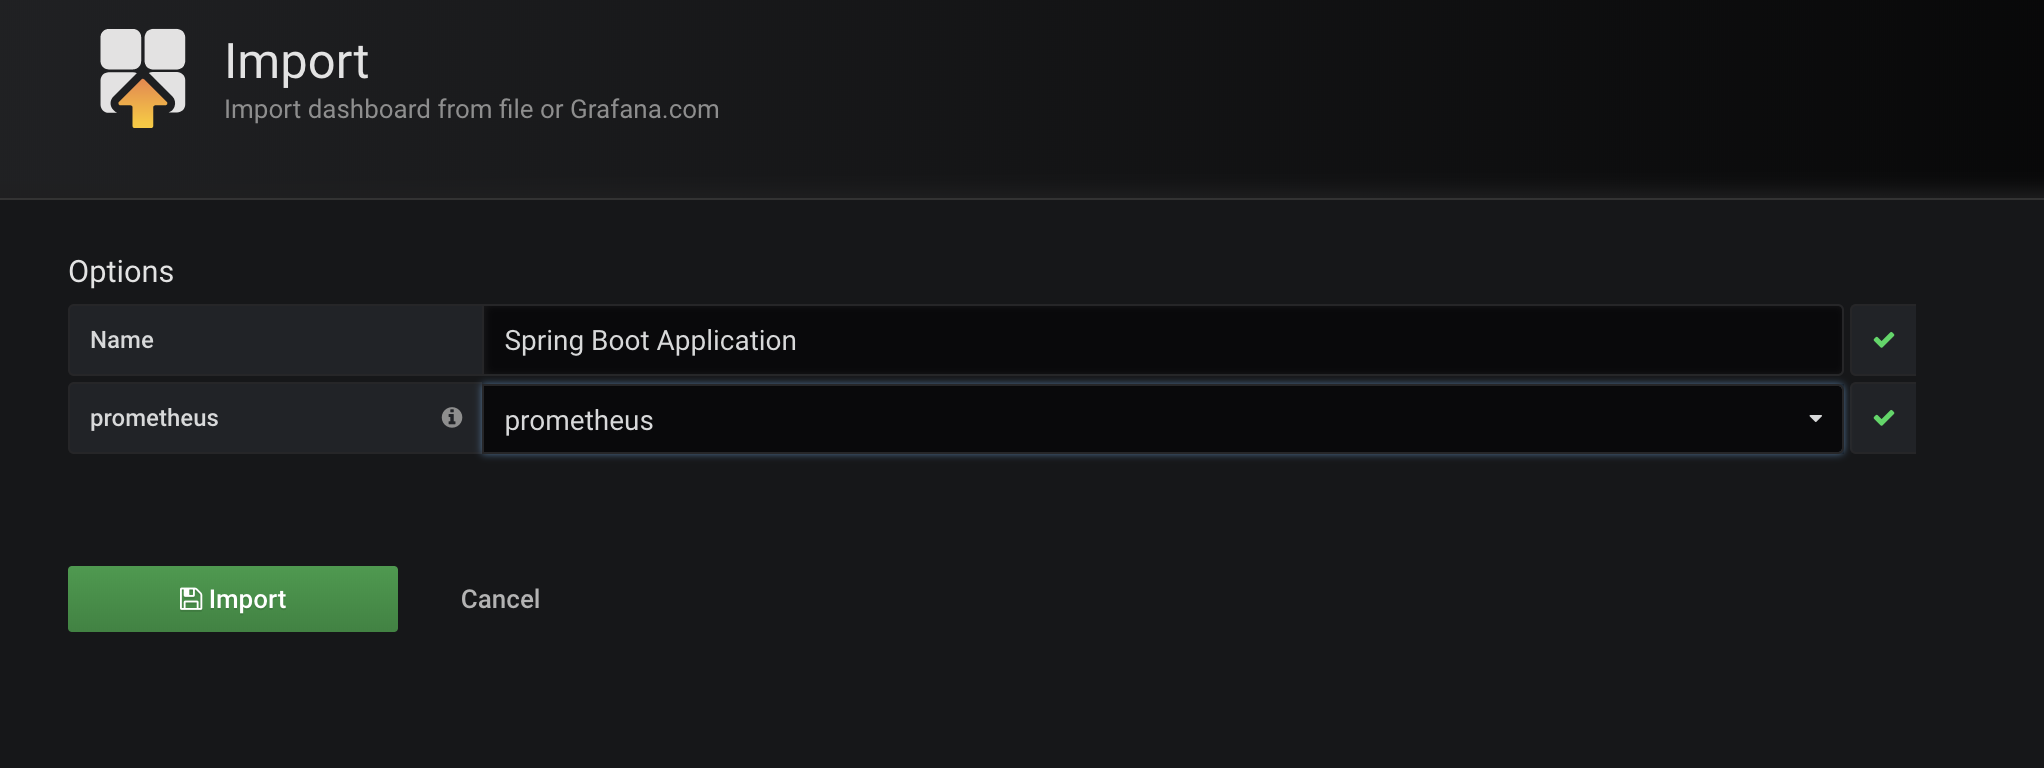 Import
Import dashboard from file or Grafana.com
Options
Name
Spring Boot Application
prometheus
prometheus
Import
Cancel